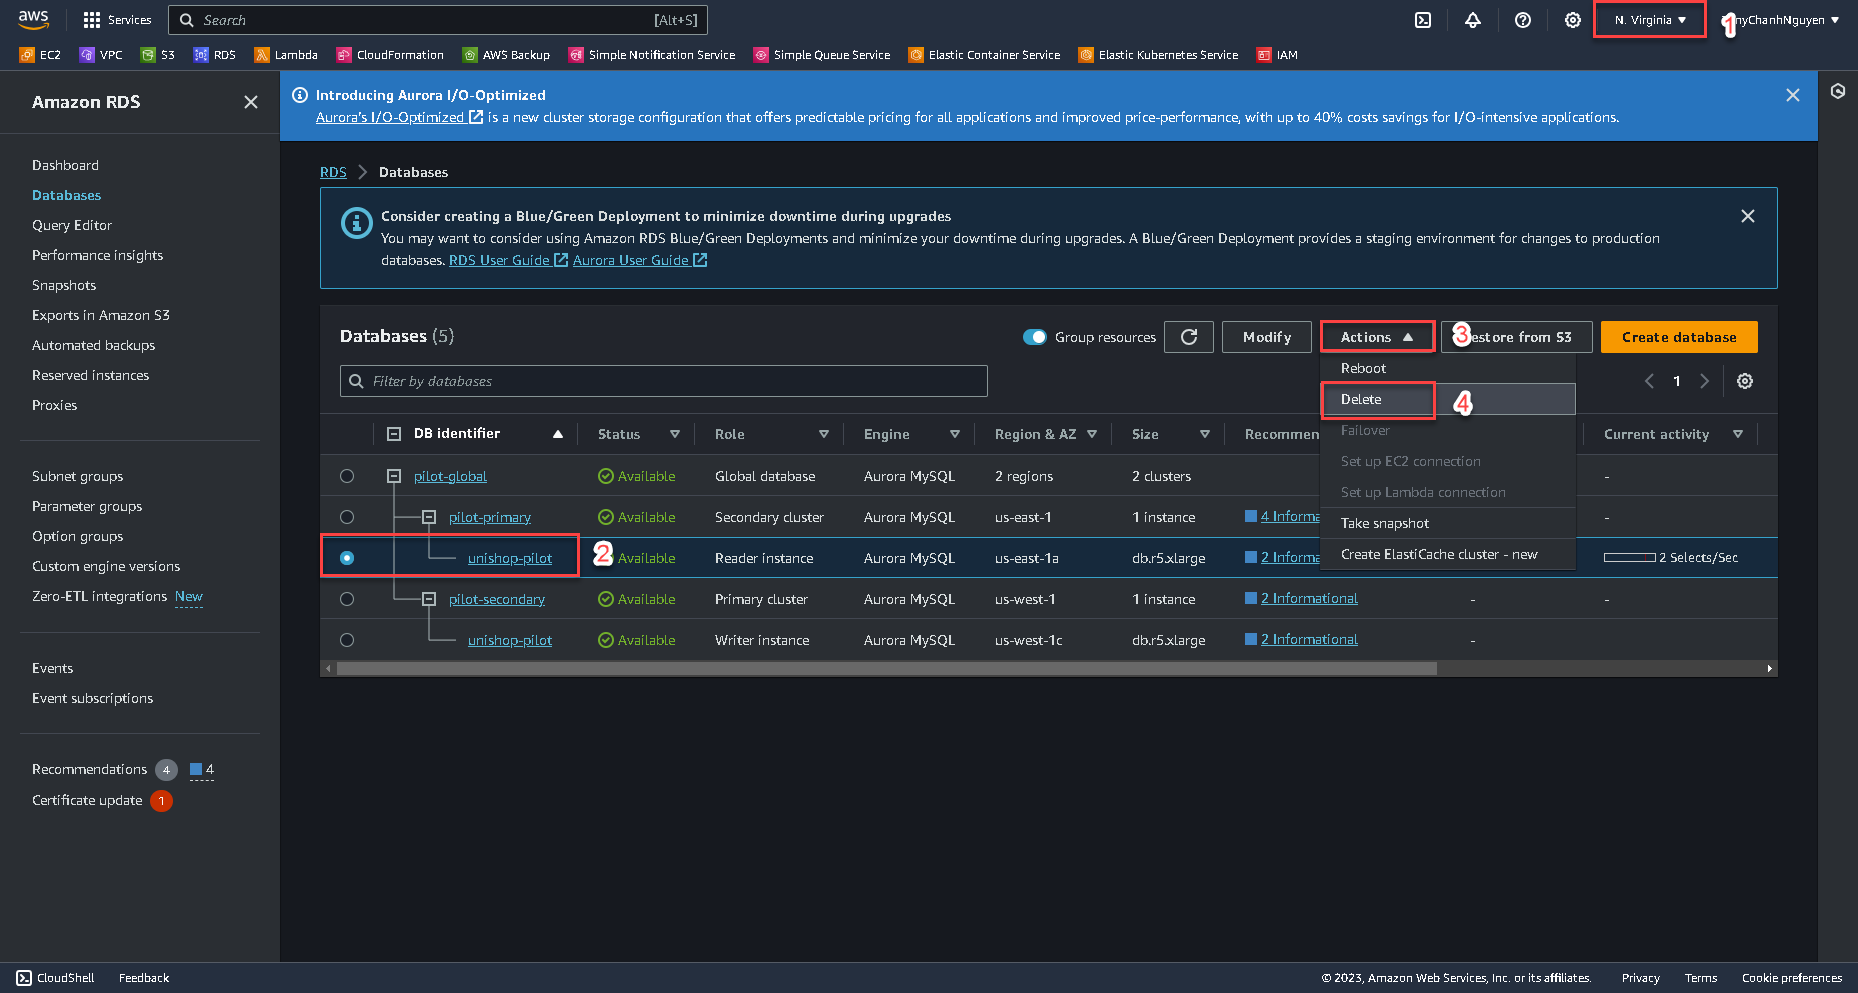 aws Services Search [Alt+S] N. Virginia 1 nyChanhNguyen
EC2 VPC S3 RDS Lambda CloudFormation AWS Backup Simple Notification Service Simple Queue Service Elastic Container Service Elastic Kubernetes Service IAM
Amazon RDS
Dashboard
Databases
Query Editor
Performance insights
Snapshots
Exports in Amazon S3
Automated backups
Reserved instances
Proxies
Subnet groups
Parameter groups
Option groups
Custom engine versions
Zero-ETL integrations New
Events
Event subscriptions
Recommendations 4 4
Certificate update 1
Introducing Aurora I/O-Optimized
Aurora's I/O-Optimized is a new cluster storage configuration that offers predictable pricing for all applications and improved price-performance, with up to 40% costs savings for I/O-intensive applications.
RDS Databases
Consider creating a Blue/Green Deployment to minimize downtime during upgrades
You may want to consider using Amazon RDS Blue/Green Deployments and minimize your downtime during upgrades. A Blue/Green Deployment provides a staging environment for changes to production
databases. RDS User Guide Aurora User Guide
Databases (5) Group resources Modify Actions 3 estore from S3 Create database
Filter by databases 1
Reboot
Delete 4
Failover
Set up EC2 connection
Set up Lambda connection
Take snapshot
Create ElastiCache cluster - new
DB identifier Status Role Engine Region & AZ Size Recommen Current activity
pilot-global Available Global database Aurora MySQL 2 regions 2 clusters -
pilot-primary Available Secondary cluster Aurora MySQL us-east-1 1 instance 4 Informa -
unishop-pilot 2 Available Reader instance Aurora MySQL us-east-1a db.r5.xlarge 2 Informa 2 Selects/Sec
pilot-secondary Available Primary cluster Aurora MySQL us-west-1 1 instance 2 Informational - -
unishop-pilot Available Writer instance Aurora MySQL us-west-1c db.r5.xlarge 2 Informational -
CloudShell Feedback © 2023, Amazon Web Services, Inc. or its affiliates. Privacy Terms Cookie preferences